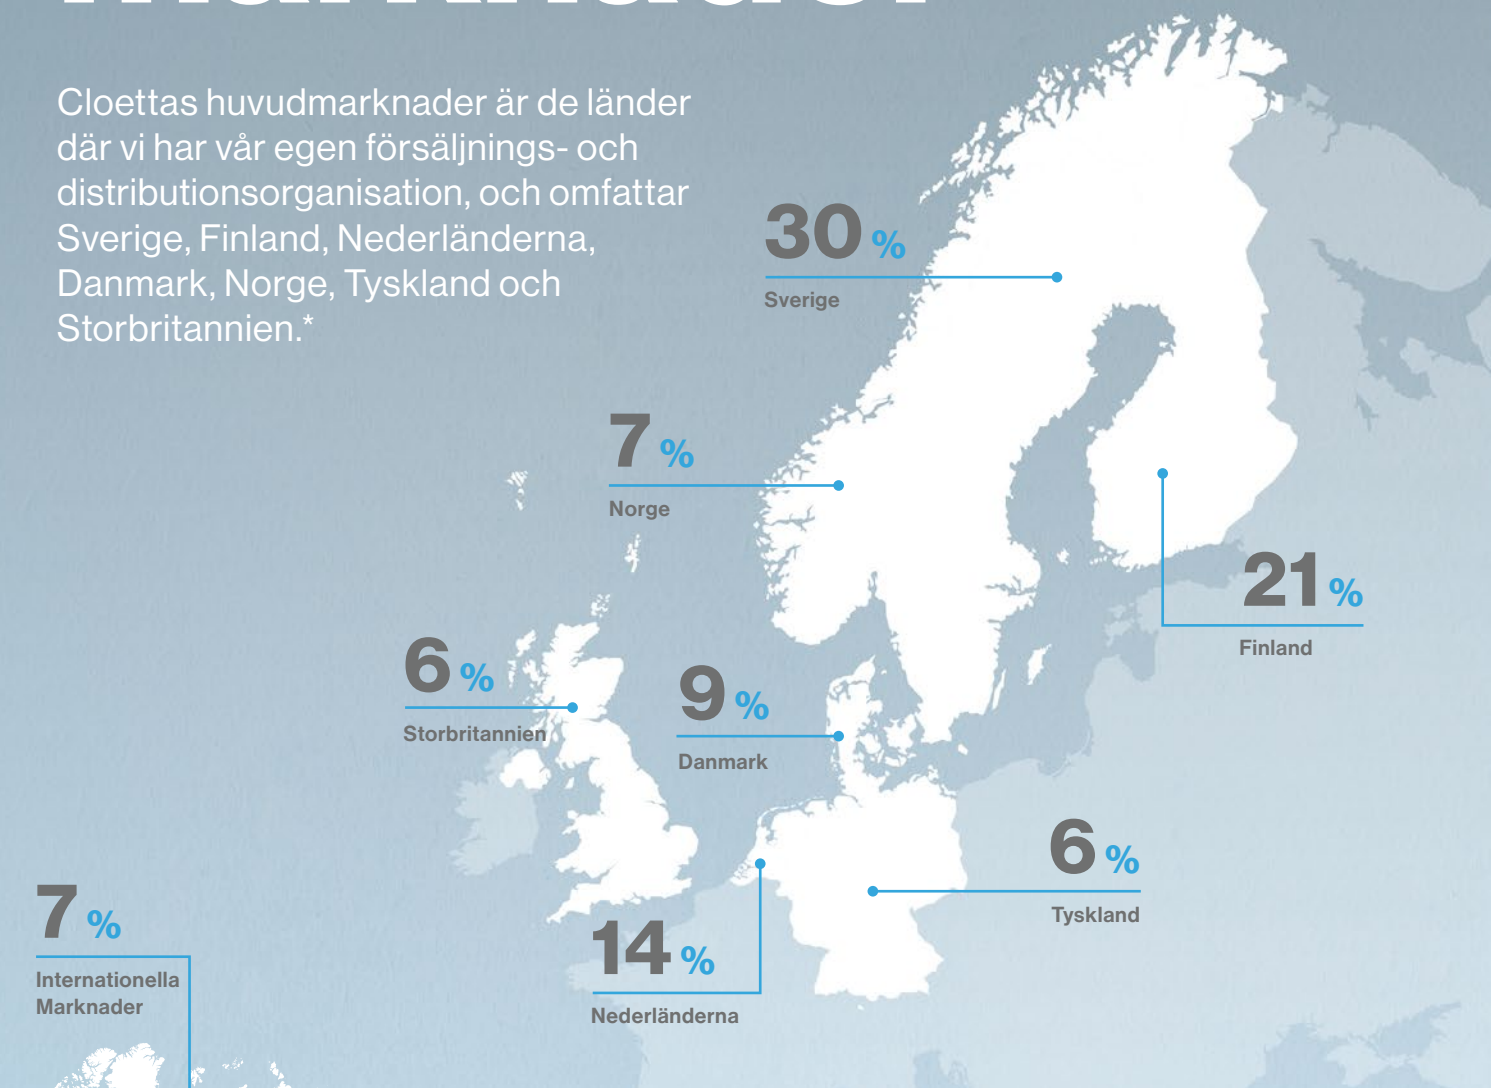 Cloettas huvudmarknader är de länder
där vi har vår egen försäljnings- och
distributionsorganisation, och omfattar
Sverige, Finland, Nederländerna,
Danmark, Norge, Tyskland och
Storbritannien.*
30 %
Sverige
7 %
Norge
21 %
Finland
6 %
Storbritannien
9 %
Danmark
6 %
Tyskland
7 %
Internationella
Marknader
14 %
Nederländerna